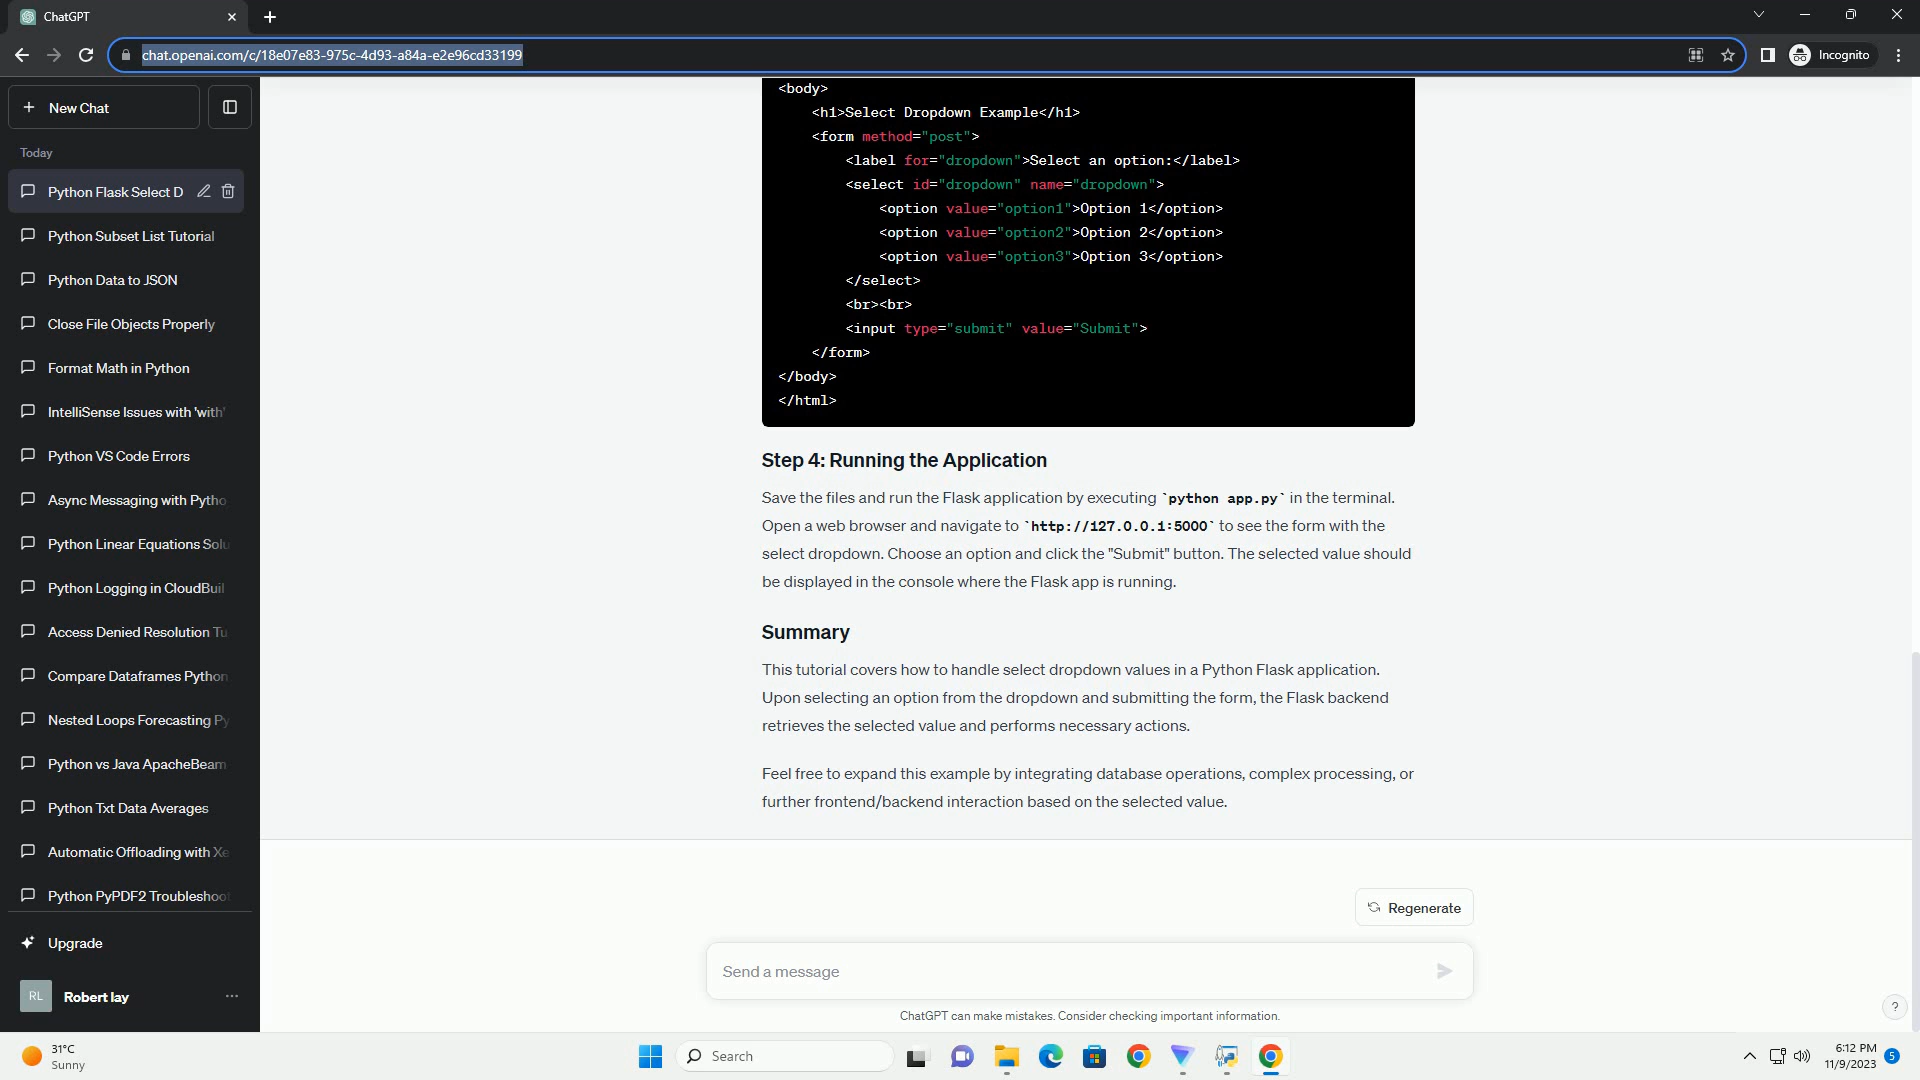 ChatGPT
chat.openai.com/c/18e07e83-975c-4d93-a84a-e2e96cd33199
Incognito
New Chat
Today
Python Flask Select D
Python Subset List Tutorial
Python Data to JSON
Close File Objects Properly
Format Math in Python
IntelliSense Issues with 'with'
Python VS Code Errors
Async Messaging with Pytho
Python Linear Equations Solu
Python Logging in CloudBuil
Access Denied Resolution Tu
Compare Dataframes Python
Nested Loops Forecasting Py
Python vs Java ApacheBeam
Python Txt Data Averages
Automatic Offloading with Xe
Python PyPDF2 Troubleshoot
Upgrade
RL
Robert lay
<body>
<h1>Select Dropdown Example</h1>
<form method="post">
<label for="dropdown">Select an option:</label>
<select id="dropdown" name="dropdown">
<option value="option1">Option 1</option>
<option value="option2">Option 2</option>
<option value="option3">Option 3</option>
</select>
<br><br>
<input type="submit" value="Submit">
</form>
</body>
</html>
Step 4: Running the Application
Save the files and run the Flask application by executing `python app.py` in the terminal.
Open a web browser and navigate to `http://127.0.0.1:5000` to see the form with the
select dropdown. Choose an option and click the "Submit" button. The selected value should
be displayed in the console where the Flask app is running.
Summary
This tutorial covers how to handle select dropdown values in a Python Flask application.
Upon selecting an option from the dropdown and submitting the form, the Flask backend
retrieves the selected value and performs necessary actions.
Feel free to expand this example by integrating database operations, complex processing, or
further frontend/backend interaction based on the selected value.
Regenerate
Send a message
ChatGPT can make mistakes. Consider checking important information.
?
31°C
Sunny
Search
6:12 PM
11/9/2023
5